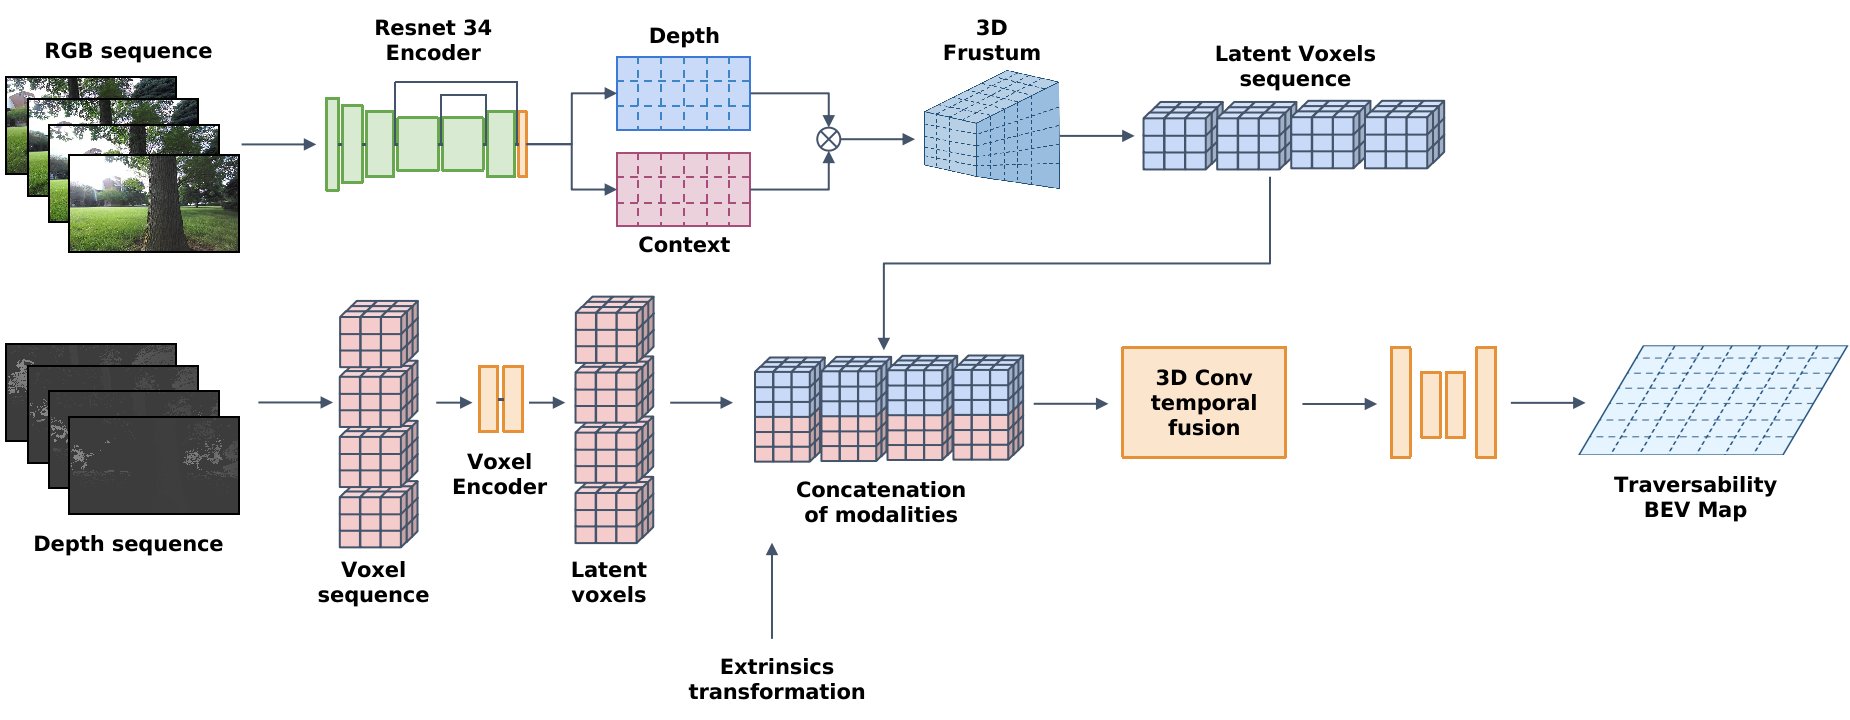 RGB sequence
Resnet 34
Encoder
Depth
Context
3D
Frustum
Latent Voxels
sequence
Depth sequence
Voxel
sequence
Voxel
Encoder
Latent
voxels
Concatenation
of modalities
Extrinsics
transformation
3D Conv
temporal
fusion
Traversability
BEV Map